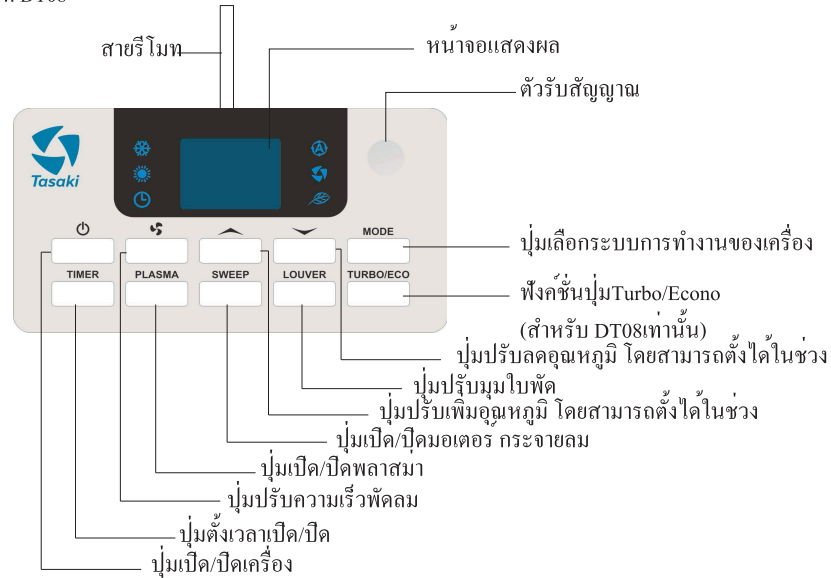 DT08
สายรีโมท
หน้าจอแสดงผล
ตัวรับสัญญาณ
Tasaki
MODE
TIMER PLASMA SWEEP LOUVER TURBO/ECO
ปุ่มเลือกระบบการทำงานของเครื่อง
ฟังค์ชั่นปุ่มTurbo/Econo
(สำหรับ DT08เท่านั้น)
ปุ่มปรับลดอุณหภูมิ โดยสามารถตั้งได้ในช่วง
ปุ่มปรับมุมใบพัด
ปุ่มปรับเพิ่มอุณหภูมิ โดยสามารถตั้งได้ในช่วง
ปุ่มเปิด/ปิดมอเตอร์ กระจายลม
ปุ่มเปิด/ปิดพลาสม่า
ปุ่มปรับความเร็วพัดลม
ปุ่มตั้งเวลาเปิด/ปิด
ปุ่มเปิด/ปิดเครื่อง